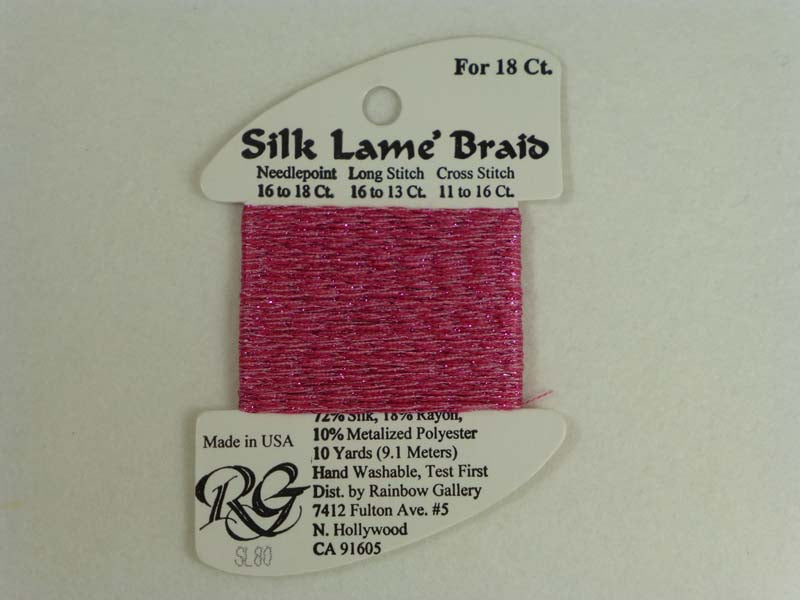 For 18 Ct.
Silk Lamé Braid
Needlepoint Long Stitch Cross Stitch
16 to 18 Ct. 16 to 13 Ct. 11 to 16 Ct.
72% Silk, 18% Rayon,
Made in USA
10% Metalized Polyester
10 Yards (9.1 Meters)
Hand Washable, Test First
RG
Dist. by Rainbow Gallery
7412 Fulton Ave. #5
N. Hollywood
SL80
CA 91605